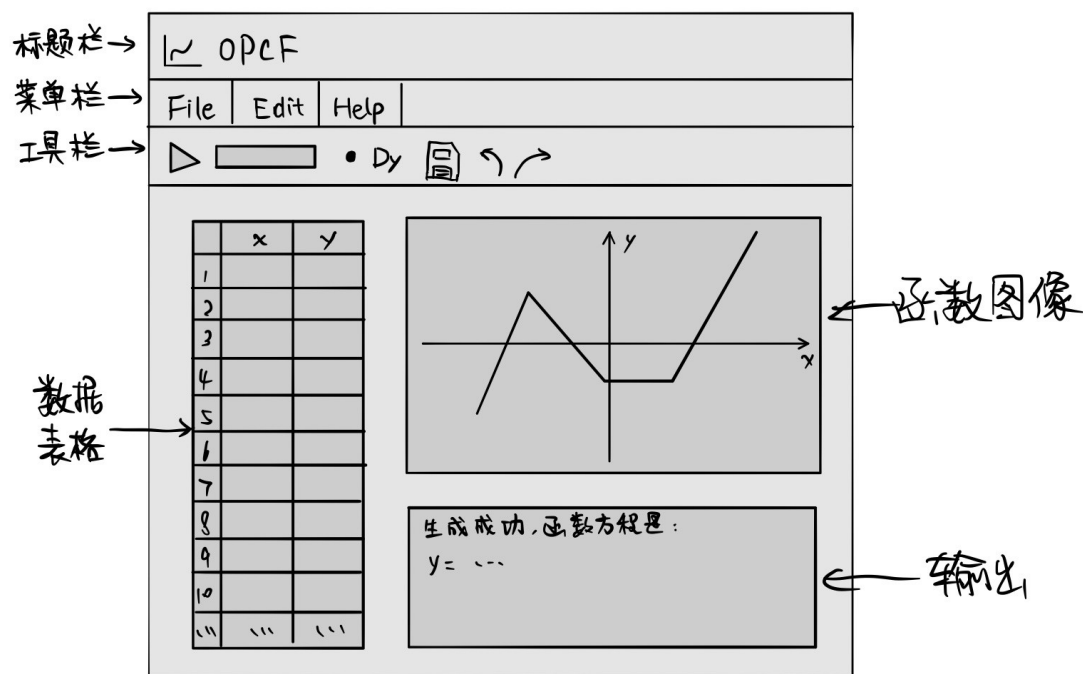 标题栏
OPCF
菜单栏
File Edit Help
工具栏
Dy
x y
1
2
3
4
5
6
7
8
9
10
... ... ...
数据
表格
y
x
函数图像
生成成功,函数方程是:
y= ...
输出